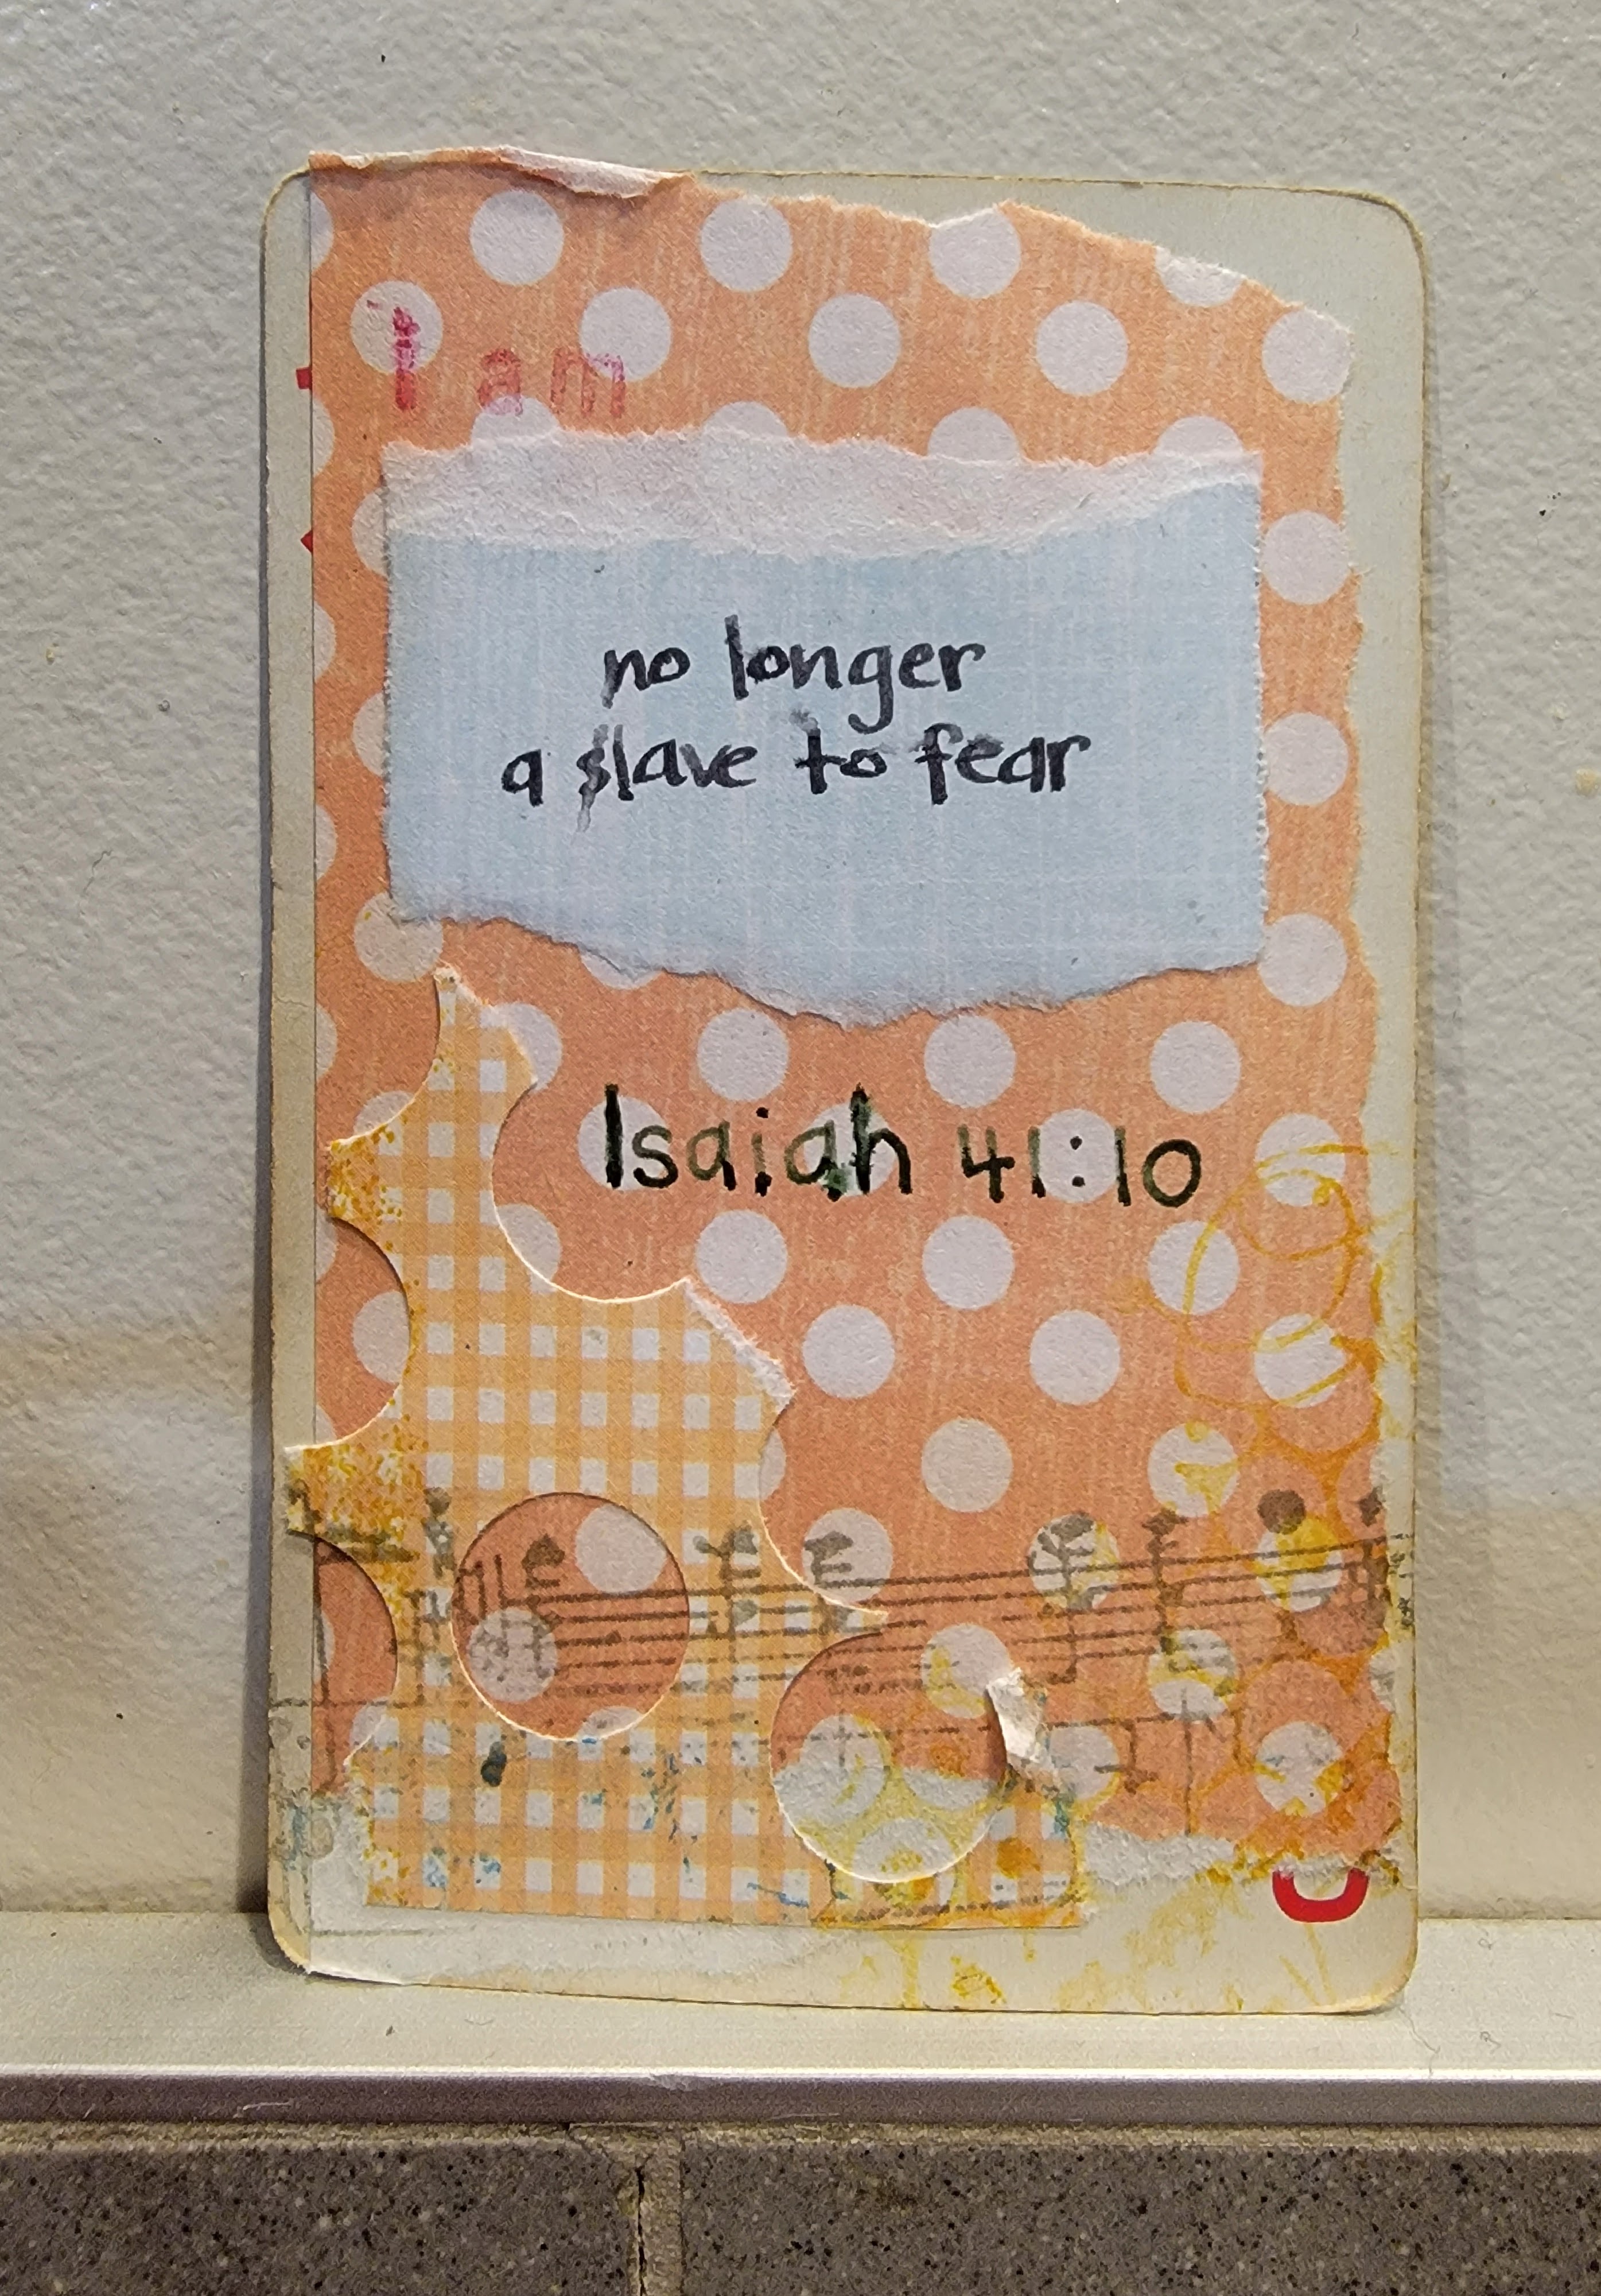 I am
no longer
a slave to fear
Isaiah 41:10